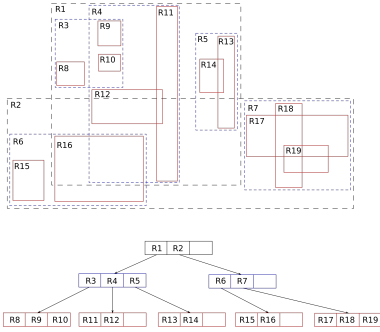 R1
R4
R11
R9
R3
R5
R13
R10
R8
R14
R12
R2
R7
R18
R17
R6
R16
R19
R15
R1 R2
R3 R4 R5
R6 R7
R8 R9 R10
R11 R12
R13 R14
R15 R16
R17 R18 R19